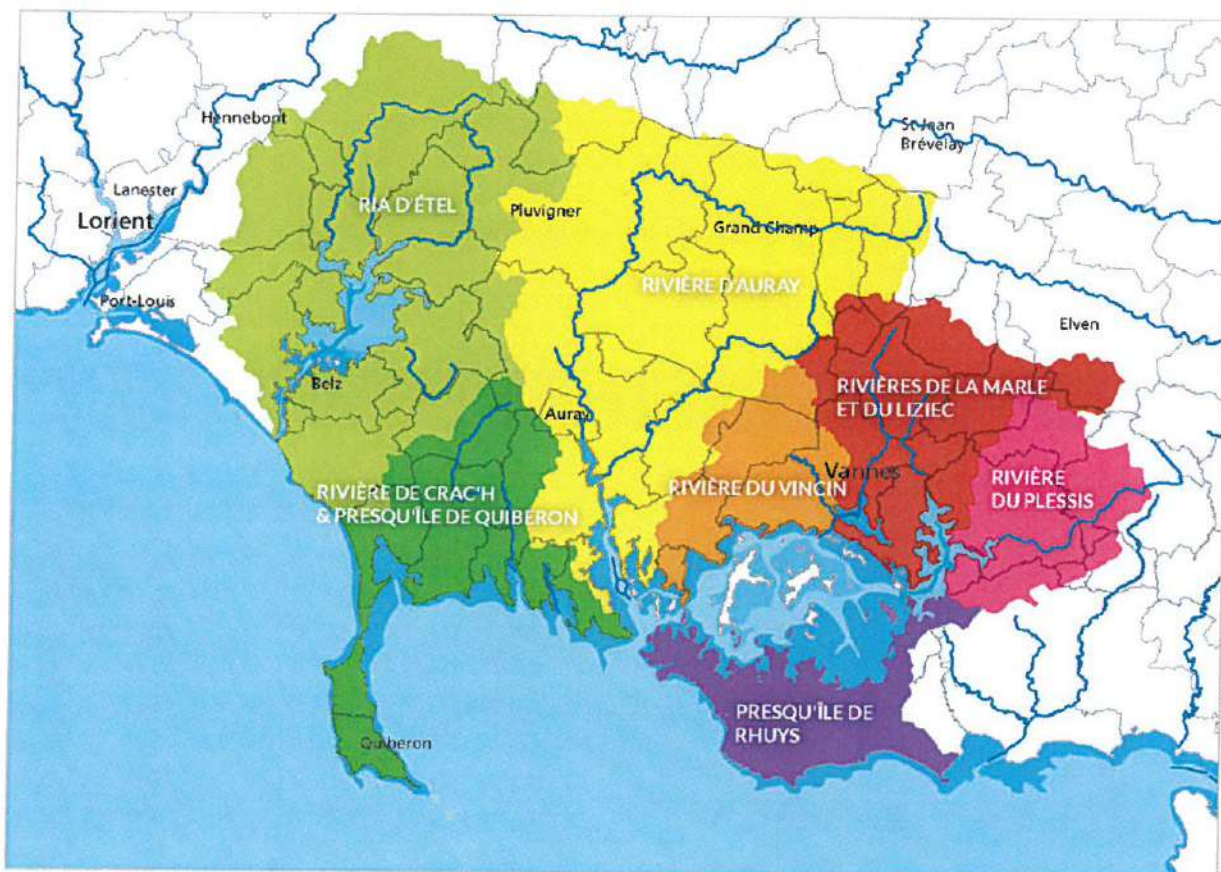 Hennebont
St Jean
Brévelay
Lanester
Lorient
RIA D'ÉTEL
Pluvigner
Grand Champ
RIVIÈRE D'AURAY
Port-Louis
Elven
Belz
RIVIÈRES DE LA MARLE
ET DU LIZIEC
Auray
Vannes
RIVIÈRE DE CRAC'H
& PRESQU'ÎLE DE QUIBERON
RIVIÈRE DU VINCIN
RIVIÈRE
DU PLESSIS
PRESQU'ÎLE DE
RHUYS
Quiberon